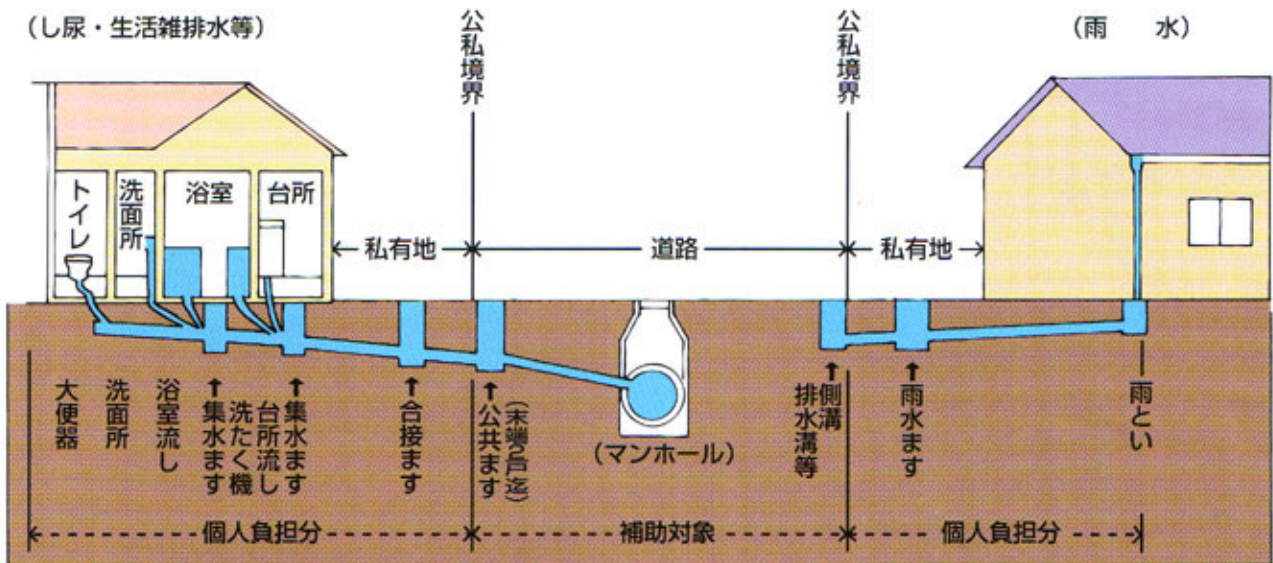 （し尿・生活雑排水等）
公私境界
公私境界
（雨　水）
トイレ
洗面所
浴室
台所
私有地
道路
私有地
大便器
洗面所
浴室流し
集水ます
洗たく機
台所流し
集水ます
合接ます
公共ます
（末端2戸迄）
（マンホール）
排水溝等
側溝
雨水ます
雨とい
個人負担分
補助対象
個人負担分